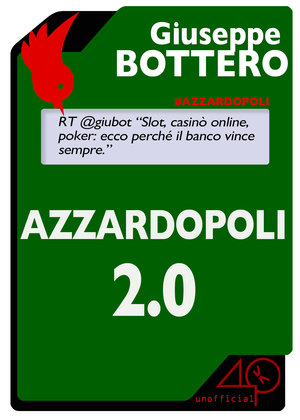 Giuseppe
BOTTERO
#AZZARDOPOLI
RT @giubot “Slot, casinò online,
poker: ecco perché il banco vince
sempre.”
AZZARDOPOLI
2.0
40K
unofficial